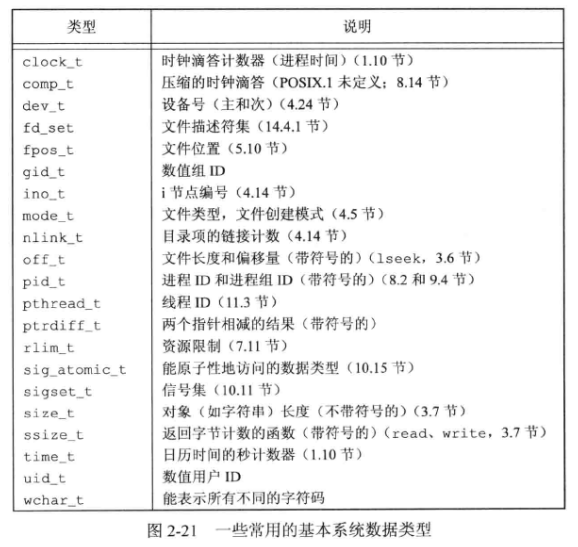 类型 说明
clock_t 时钟滴答计数器（进程时间）（1.10 节）
comp_t 压缩的时钟滴答（POSIX.1 未定义；8.14 节）
dev_t 设备号（主和次）（4.24 节）
fd_set 文件描述符集（14.4.1 节）
fpos_t 文件位置（5.10 节）
gid_t 数值组 ID
ino_t i 节点编号（4.14 节）
mode_t 文件类型，文件创建模式（4.5 节）
nlink_t 目录项的链接计数（4.14 节）
off_t 文件长度和偏移量（带符号的）（lseek，3.6 节）
pid_t 进程 ID 和进程组 ID（带符号的）（8.2 和 9.4 节）
pthread_t 线程 ID（11.3 节）
ptrdiff_t 两个指针相减的结果（带符号的）
rlim_t 资源限制（7.11 节）
sig_atomic_t 能原子性地访问的数据类型（10.15 节）
sigset_t 信号集（10.11 节）
size_t 对象（如字符串）长度（不带符号的）（3.7 节）
ssize_t 返回字节计数的函数（带符号的）（read、write，3.7 节）
time_t 日历时间的秒计数器（1.10 节）
uid_t 数值用户 ID
wchar_t 能表示所有不同的字符码
图 2-21 一些常用的基本系统数据类型